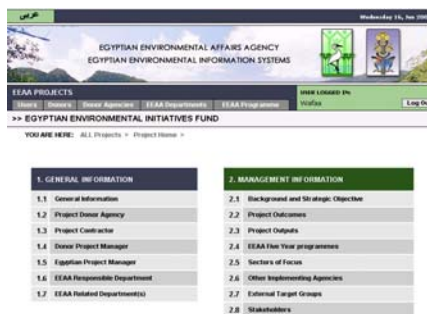 عربى
Wednesday 16, Jun 200
EGYPTIAN ENVIRONMENTAL AFFAIRS AGENCY
EGYPTIAN ENVIRONMENTAL INFORMATION SYSTEMS
EEAA PROJECTS
USER LOGGED IN:
Users Donors Donor Agencies EEAA Departments EEAA Programme
Wafaa
Log Ou
>> EGYPTIAN ENVIRONMENTAL INITIATIVES FUND
YOU ARE HERE: ALL Projects > Project Home >
1. GENERAL INFORMATION
1.1 General Information
1.2 Project Donor Agency
1.3 Project Contractor
1.4 Donor Project Manager
1.5 Egyptian Project Manager
1.6 EEAA Responsible Department
1.7 EEAA Related Department(s)
2. MANAGEMENT INFORMATION
2.1 Background and Strategic Objective
2.2 Project Outcomes
2.3 Project Outputs
2.4 EEAA Five Year programmes
2.5 Sectors of Focus
2.6 Other Implementing Agencies
2.7 External Target Groups
2.8 Stakeholders